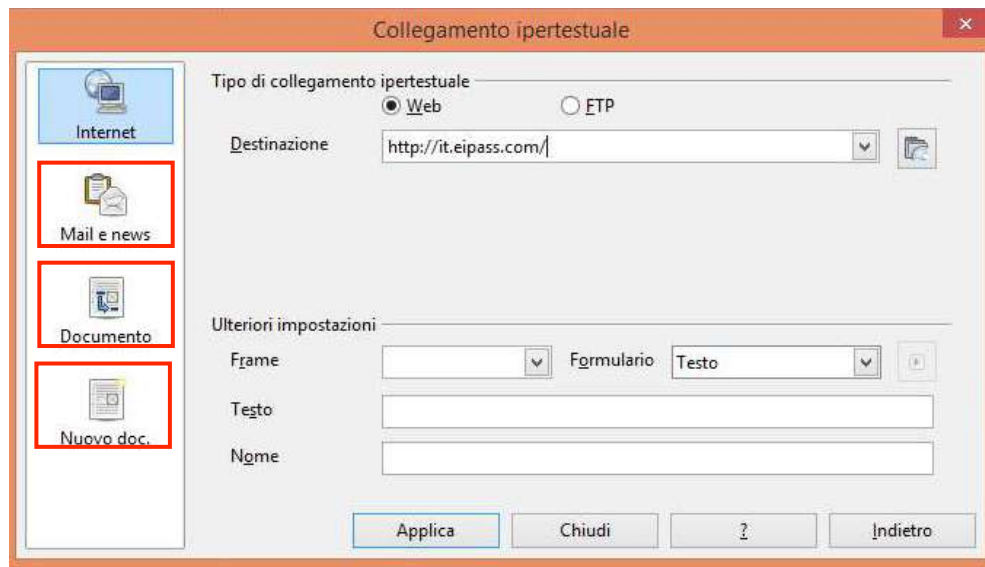 Collegamento ipertestuale
×
Internet
Mail e news
Documento
Nuovo doc.
Tipo di collegamento ipertestuale
Web FTP
Destinazione http://it.eipass.com/
Ulteriori impostazioni
Frame Formulario Testo
Testo
Nome
Applica Chiudi ? Indietro